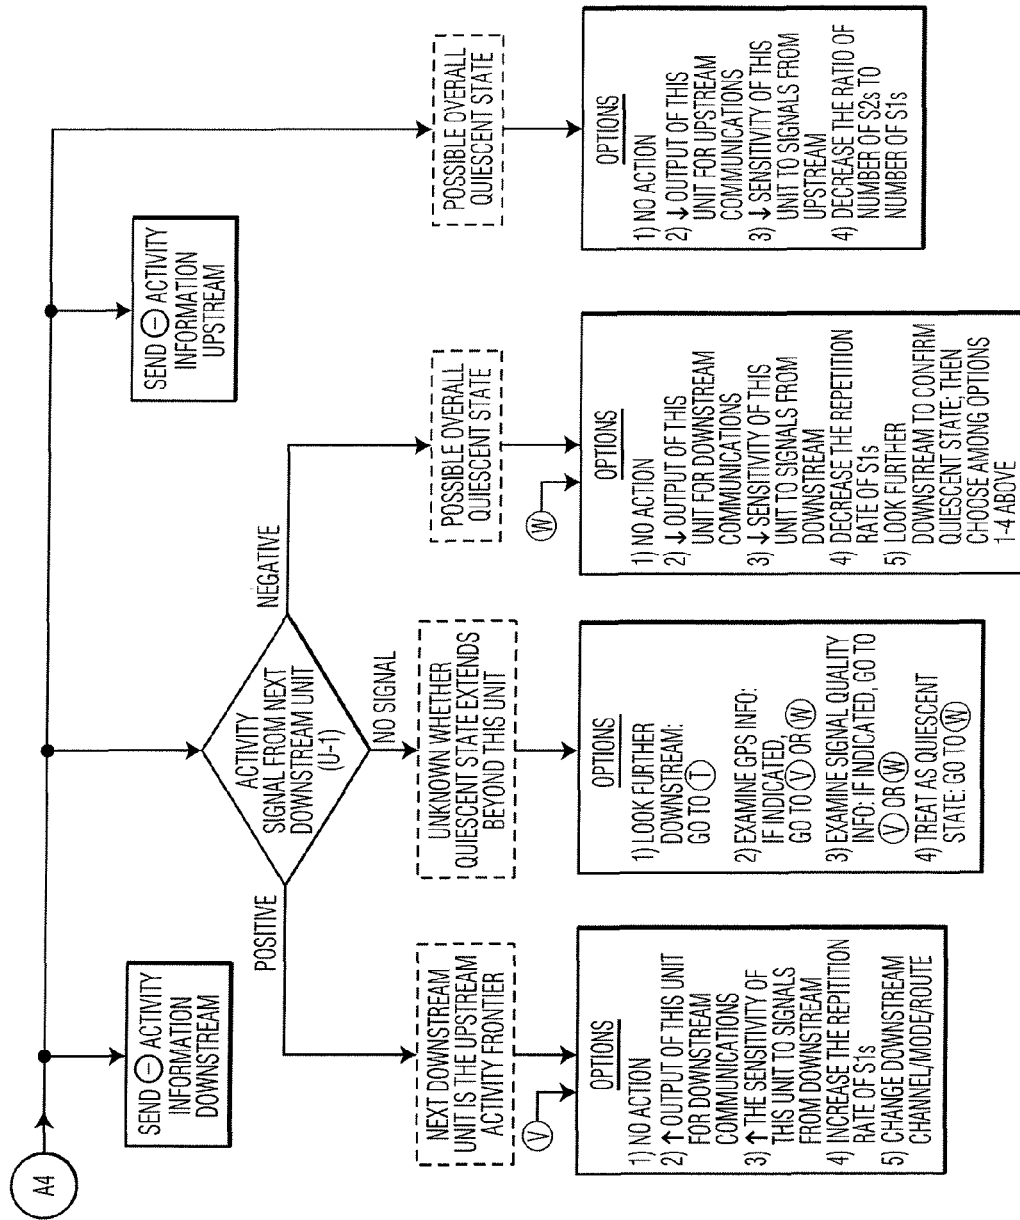 A4
SEND ⊖ ACTIVITY
INFORMATION
DOWNSTREAM
SEND ⊖ ACTIVITY
INFORMATION
UPSTREAM
ACTIVITY
SIGNAL FROM NEXT
DOWNSTREAM UNIT
(U-1)
POSITIVE
NO SIGNAL
NEGATIVE
NEXT DOWNSTREAM
UNIT IS THE UPSTREAM
ACTIVITY FRONTIER
V
OPTIONS
1) NO ACTION
2) ↑ OUTPUT OF THIS UNIT
FOR DOWNSTREAM
COMMUNICATIONS
3) ↑ THE SENSITIVITY OF
THIS UNIT TO SIGNALS
FROM DOWNSTREAM
4) INCREASE THE REPITITION
RATE OF S1s
5) CHANGE DOWNSTREAM
CHANNEL/MODE/ROUTE
UNKNOWN WHETHER
QUIESCENT STATE EXTENDS
BEYOND THIS UNIT
OPTIONS
1) LOOK FURTHER
DOWNSTREAM:
GO TO T
2) EXAMINE GPS INFO:
IF INDICATED,
GO TO V OR W
3) EXAMINE SIGNAL QUALITY
INFO: IF INDICATED, GO TO
V OR W
4) TREAT AS QUIESCENT
STATE: GO TO W
POSSIBLE OVERALL
QUIESCENT STATE
W
OPTIONS
1) NO ACTION
2) ↓ OUTPUT OF THIS
UNIT FOR DOWNSTREAM
COMMUNICATIONS
3) ↓ SENSITIVITY OF THIS
UNIT TO SIGNALS FROM
DOWNSTREAM
4) DECREASE THE REPETITION
RATE OF S1s
5) LOOK FURTHER
DOWNSTREAM TO CONFIRM
QUIESCENT STATE; THEN
CHOOSE AMONG OPTIONS
1-4 ABOVE
POSSIBLE OVERALL
QUIESCENT STATE
OPTIONS
1) NO ACTION
2) ↓ OUTPUT OF THIS
UNIT FOR UPSTREAM
COMMUNICATIONS
3) ↓ SENSITIVITY OF THIS
UNIT TO SIGNALS FROM
UPSTREAM
4) DECREASE THE RATIO OF
NUMBER OF S2s TO
NUMBER OF S1s